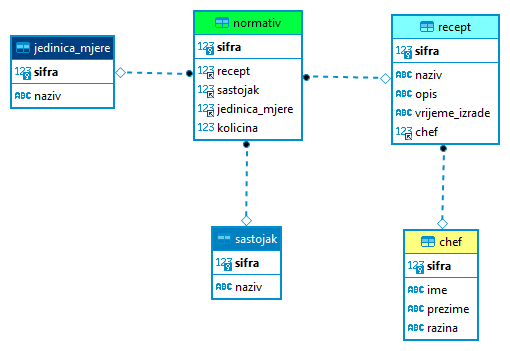 jedinica_mjere
123 sifra
ABC naziv
normativ
123 sifra
123 recept
123 sastojak
123 jedinica_mjere
123 kolicina
recept
123 sifra
ABC naziv
ABC opis
ABC vrijeme_izrade
123 chef
sastojak
123 sifra
ABC naziv
chef
123 sifra
ABC ime
ABC prezime
ABC razina